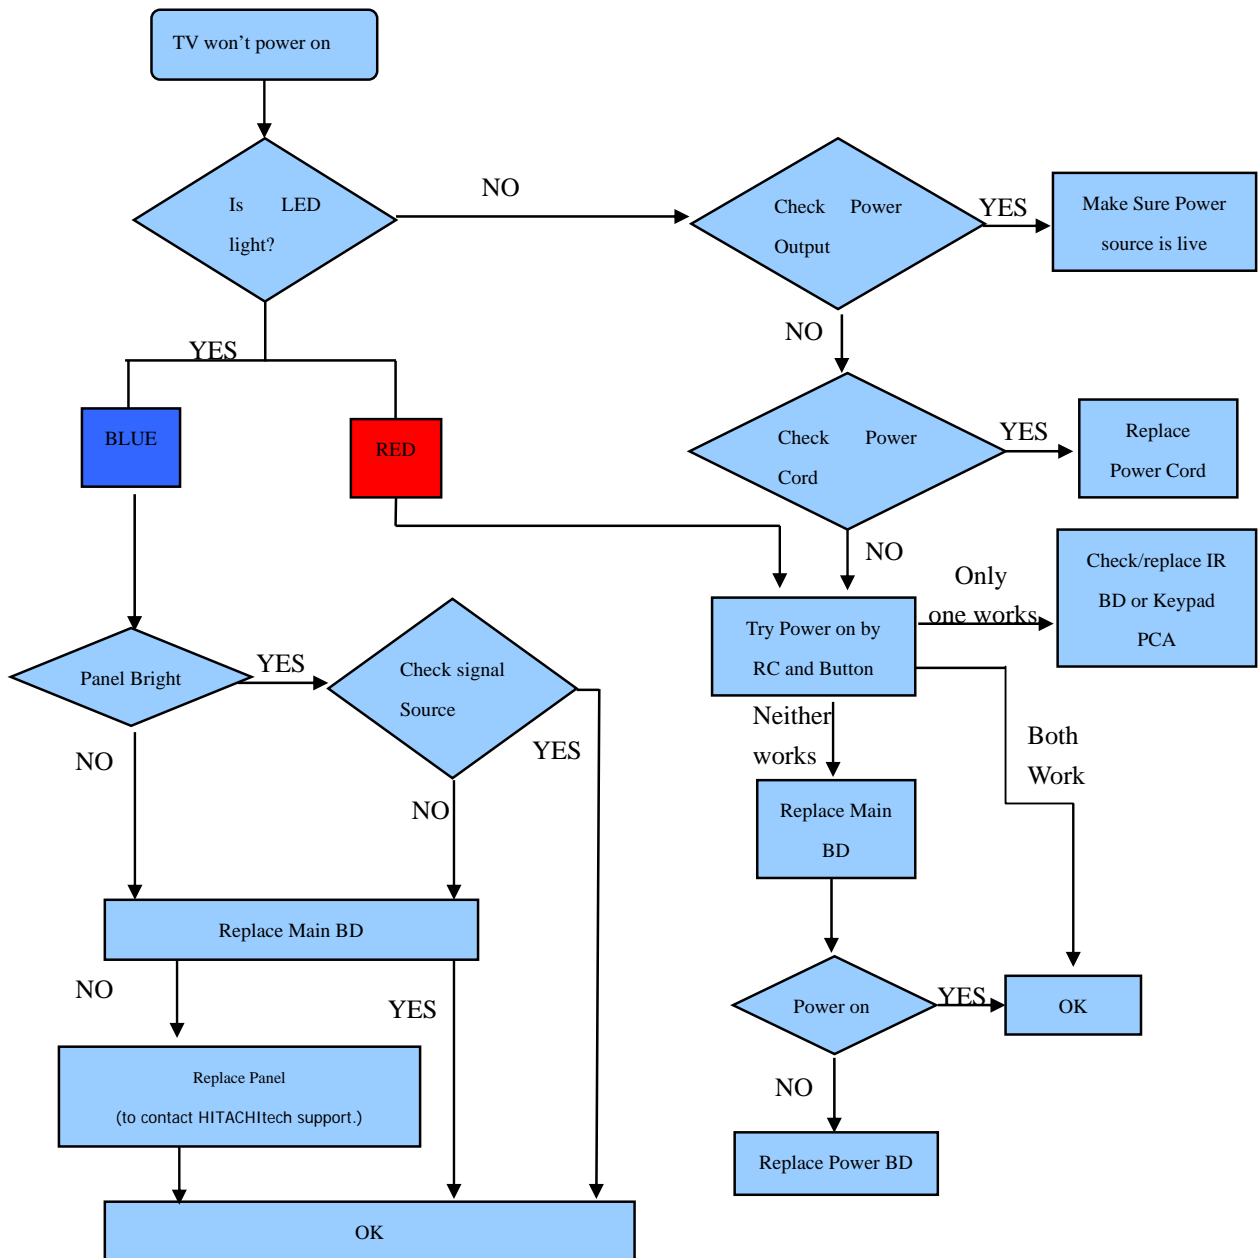 TV won’t power on
Is LED
light?
NO
Check Power
Output
YES
Make Sure Power
source is live
YES
NO
BLUE
RED
Check Power
Cord
YES
Replace
Power Cord
NO
Only
one works
Check/replace IR
BD or Keypad
PCA
Try Power on by
RC and Button
Panel Bright
YES
Check signal
Source
Neither
works
Both
Work
NO
YES
NO
Replace Main
BD
Replace Main BD
NO
YES
Power on
YES
OK
Replace Panel
(to contact HITACHItech support.)
NO
Replace Power BD
OK